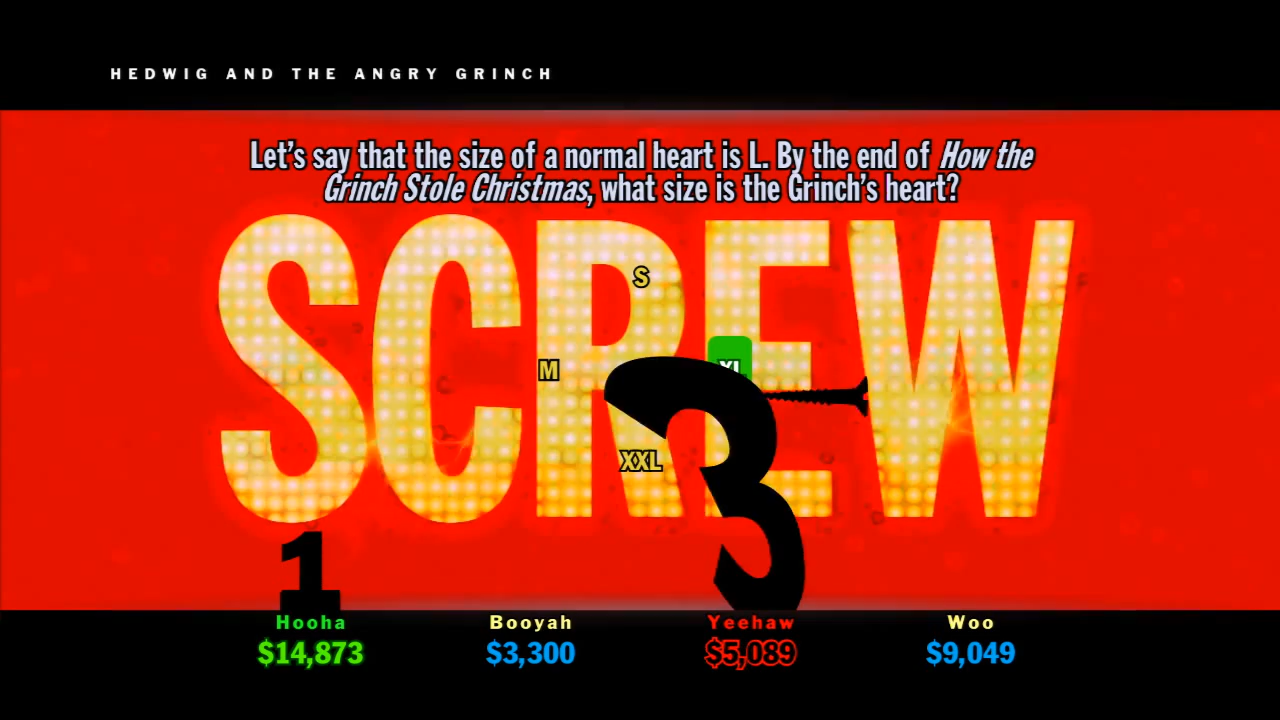 HEDWIG AND THE ANGRY GRINCH
Let's say that the size of a normal heart is L. By the end of How the
Grinch Stole Christmas, what size is the Grinch's heart?
SCREW
S
M
XL
XXL
1
3
Hooha
Booyah
Yeehaw
Woo
$14,873
$3,300
$5,089
$9,049